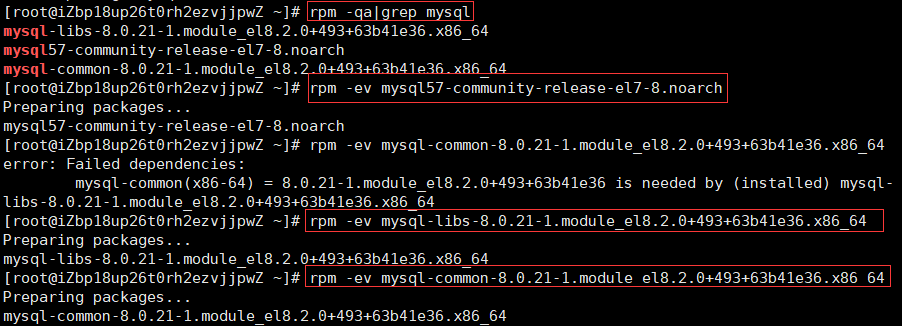 [root@iZbp18up26t0rh2ezvjjpwZ ~]# rpm -qa|grep mysql
mysql-libs-8.0.21-1.module_el8.2.0+493+63b41e36.x86_64
mysql57-community-release-el7-8.noarch
mysql-common-8.0.21-1.module_el8.2.0+493+63b41e36.x86_64
[root@iZbp18up26t0rh2ezvjjpwZ ~]# rpm -ev mysql57-community-release-el7-8.noarch
Preparing packages...
mysql57-community-release-el7-8.noarch
[root@iZbp18up26t0rh2ezvjjpwZ ~]# rpm -ev mysql-common-8.0.21-1.module_el8.2.0+493+63b41e36.x86_64
error: Failed dependencies:
        mysql-common(x86-64) = 8.0.21-1.module_el8.2.0+493+63b41e36 is needed by (installed) mysql-
libs-8.0.21-1.module_el8.2.0+493+63b41e36.x86_64
[root@iZbp18up26t0rh2ezvjjpwZ ~]# rpm -ev mysql-libs-8.0.21-1.module_el8.2.0+493+63b41e36.x86_64
Preparing packages...
mysql-libs-8.0.21-1.module_el8.2.0+493+63b41e36.x86_64
[root@iZbp18up26t0rh2ezvjjpwZ ~]# rpm -ev mysql-common-8.0.21-1.module_el8.2.0+493+63b41e36.x86_64
Preparing packages...
mysql-common-8.0.21-1.module_el8.2.0+493+63b41e36.x86_64